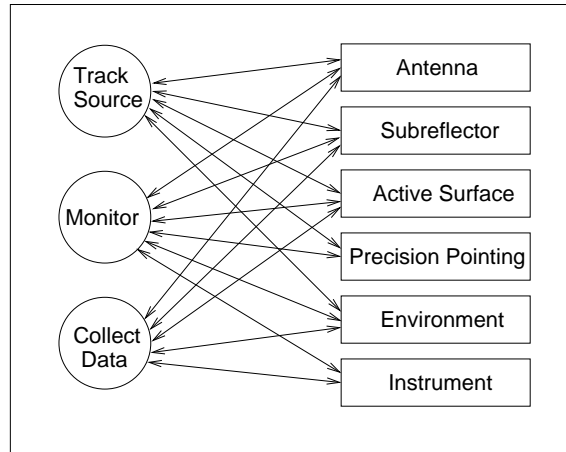 Track
Source
Monitor
Collect
Data
Antenna
Subreflector
Active Surface
Precision Pointing
Environment
Instrument